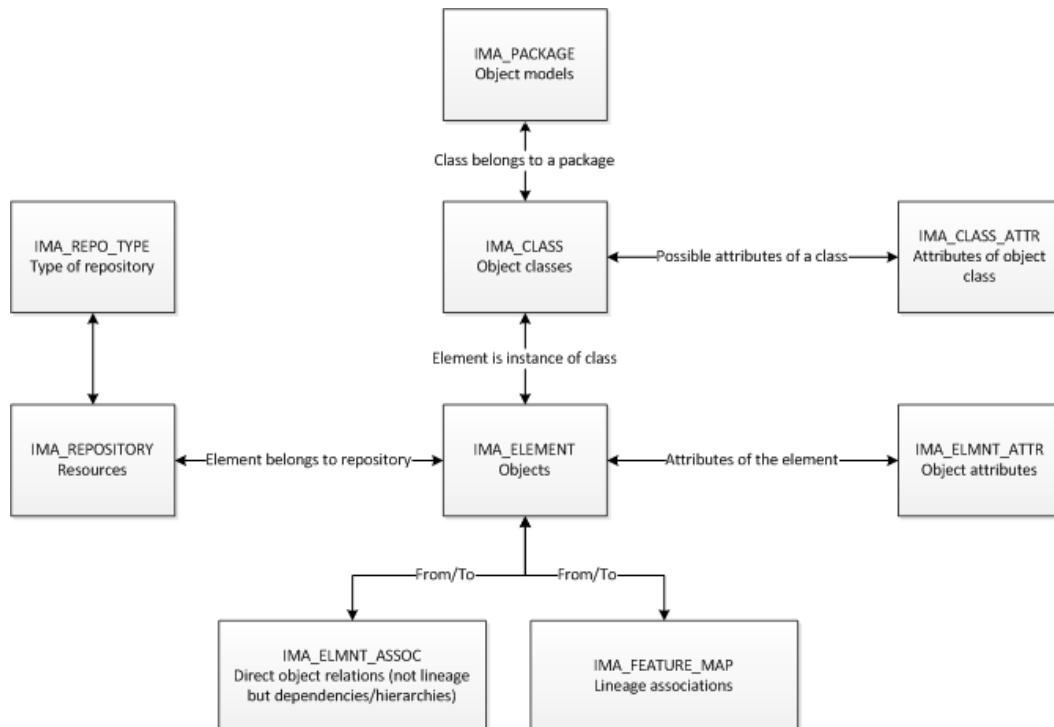 IMA_PACKAGE
Object models
Class belongs to a package
IMA_REPO_TYPE
Type of repository
IMA_CLASS
Object classes
Possible attributes of a class
IMA_CLASS_ATTR
Attributes of object
class
Element is instance of class
IMA_REPOSITORY
Resources
Element belongs to repository
IMA_ELEMENT
Objects
Attributes of the element
IMA_ELMNT_ATTR
Object attributes
From/To
From/To
IMA_ELMNT_ASSOC
Direct object relations (not lineage
but dependencies/hierarchies)
IMA_FEATURE_MAP
Lineage associations